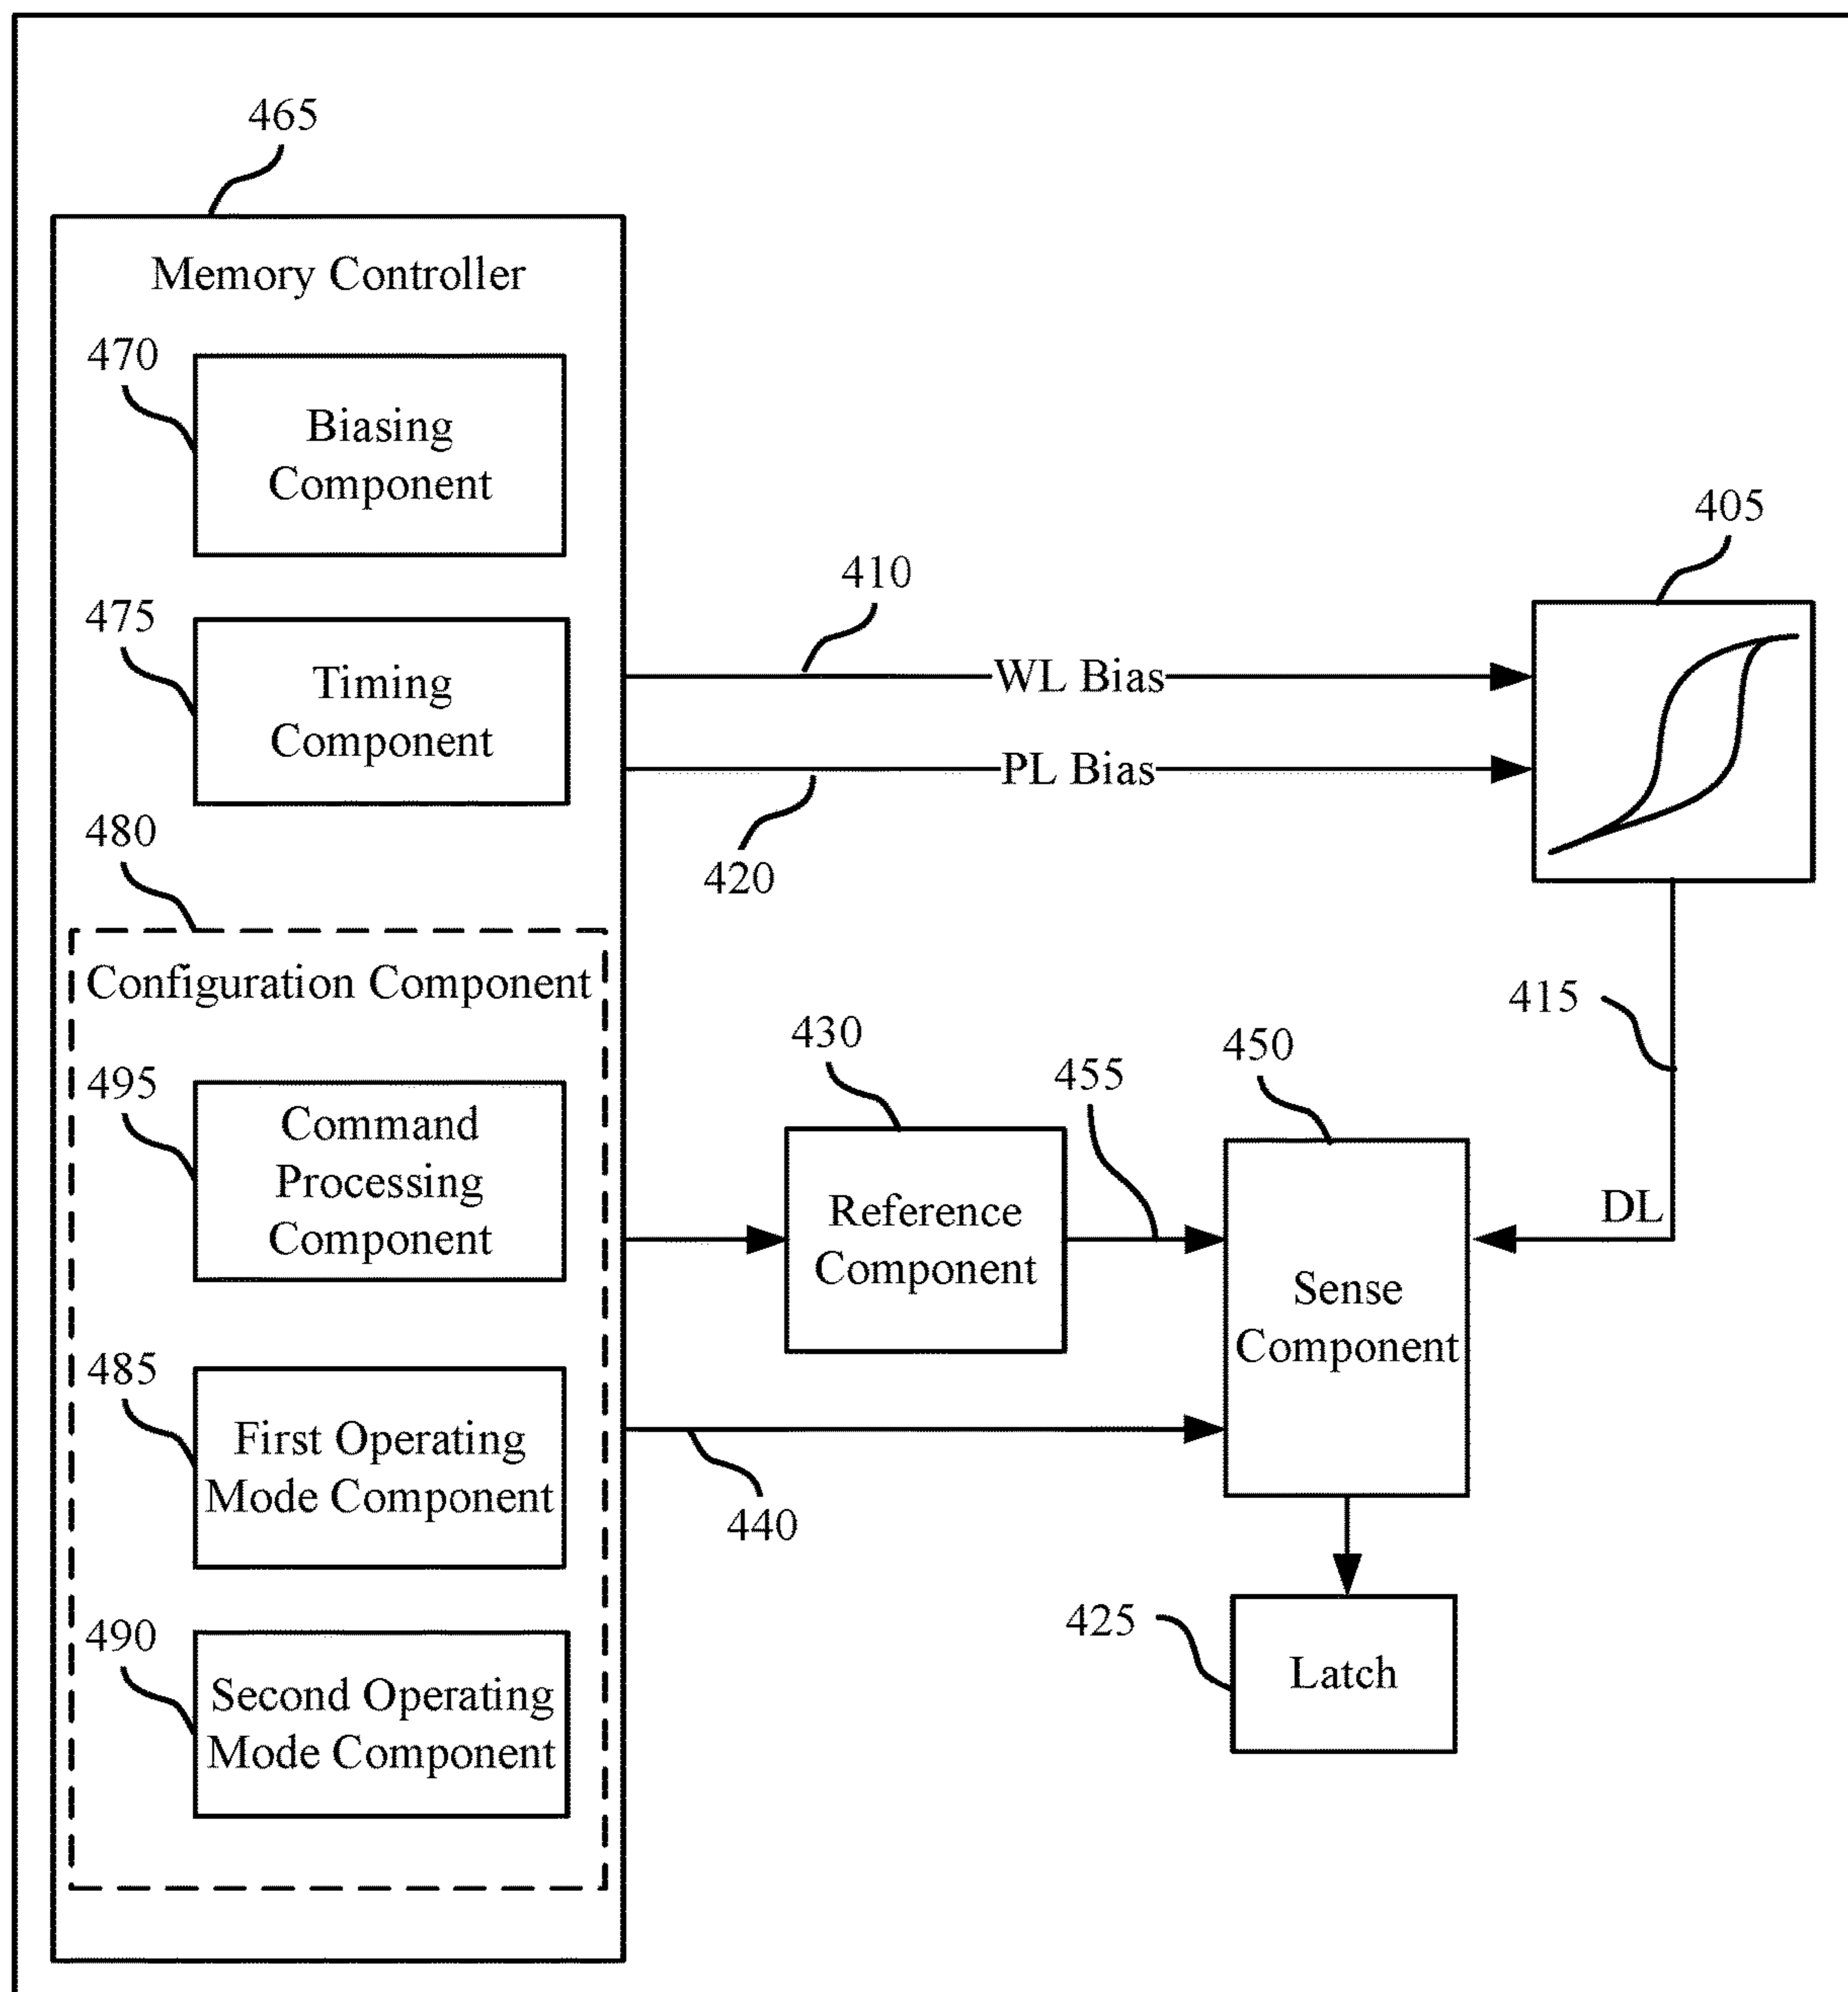 465
Memory Controller
470
Biasing
Component
405
410
475
Timing
Component
WL Bias
PL Bias
420
480
Configuration Component
415
430
450
455
495
Command
Processing
Component
Reference
Component
DL
Sense
Component
485
First Operating
Mode Component
440
425
490
Latch
Second Operating
Mode Component